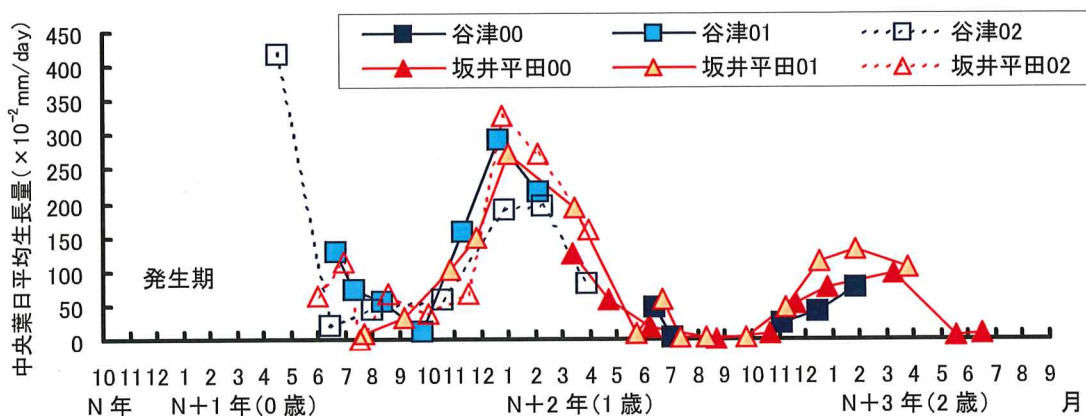 中央葉日平均生長量(×10⁻²mm/day)
450
400
350
300
250
200
150
100
50
0
谷津00 谷津01 谷津02
坂井平田00 坂井平田01 坂井平田02
発生期
10 11 12 1 2 3 4 5 6 7 8 9 10 11 12 1 2 3 4 5 6 7 8 9 10 11 12 1 2 3 4 5 6 7 8 9
N年 N+1年(0歳) N+2年(1歳) N+3年(2歳) 月